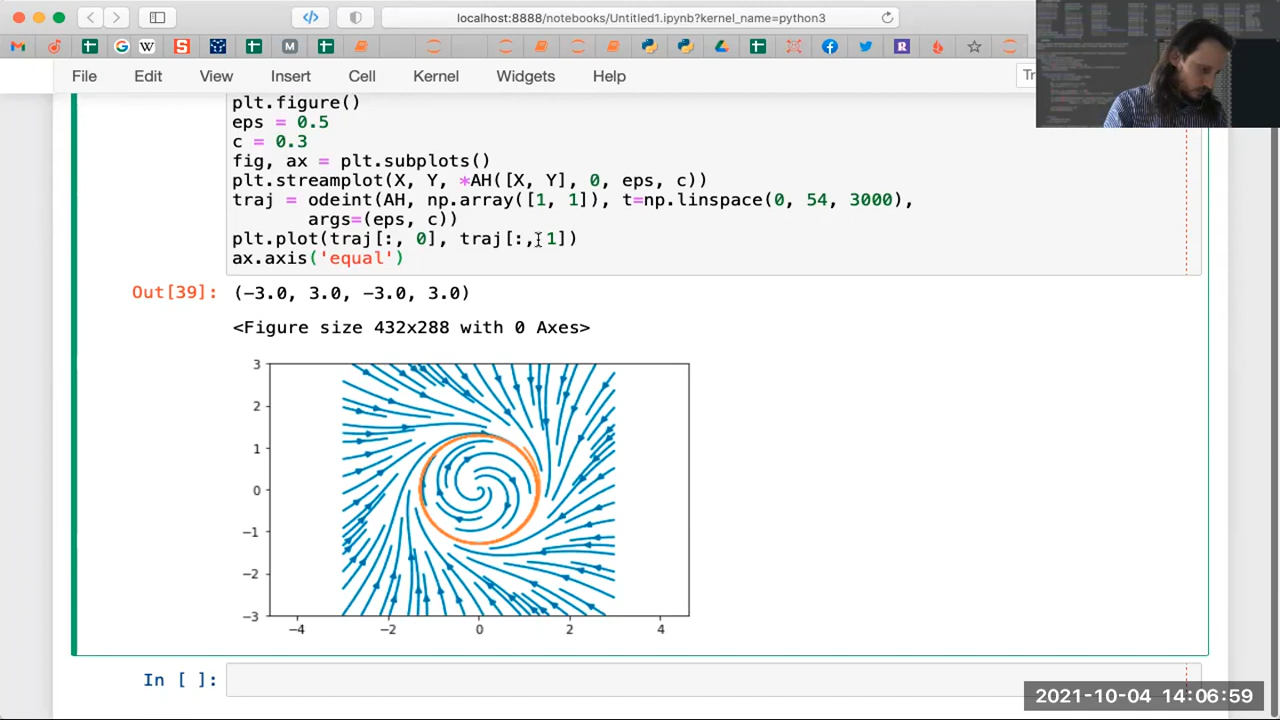 localhost:8888/notebooks/Untitled1.ipynb?kernel_name=python3
File Edit View Insert Cell Kernel Widgets Help
plt.figure()
eps = 0.5
c = 0.3
fig, ax = plt.subplots()
plt.streamplot(X, Y, *AH([X, Y], 0, eps, c))
traj = odeint(AH, np.array([1, 1]), t=np.linspace(0, 54, 3000),
args=(eps, c))
plt.plot(traj[:, 0], traj[:, 1])
ax.axis('equal')
Out[39]: (-3.0, 3.0, -3.0, 3.0)
<Figure size 432x288 with 0 Axes>
3
2
1
0
−1
−2
−3
−4 −2 0 2 4
In [ ]:
2021-10-04 14:06:59